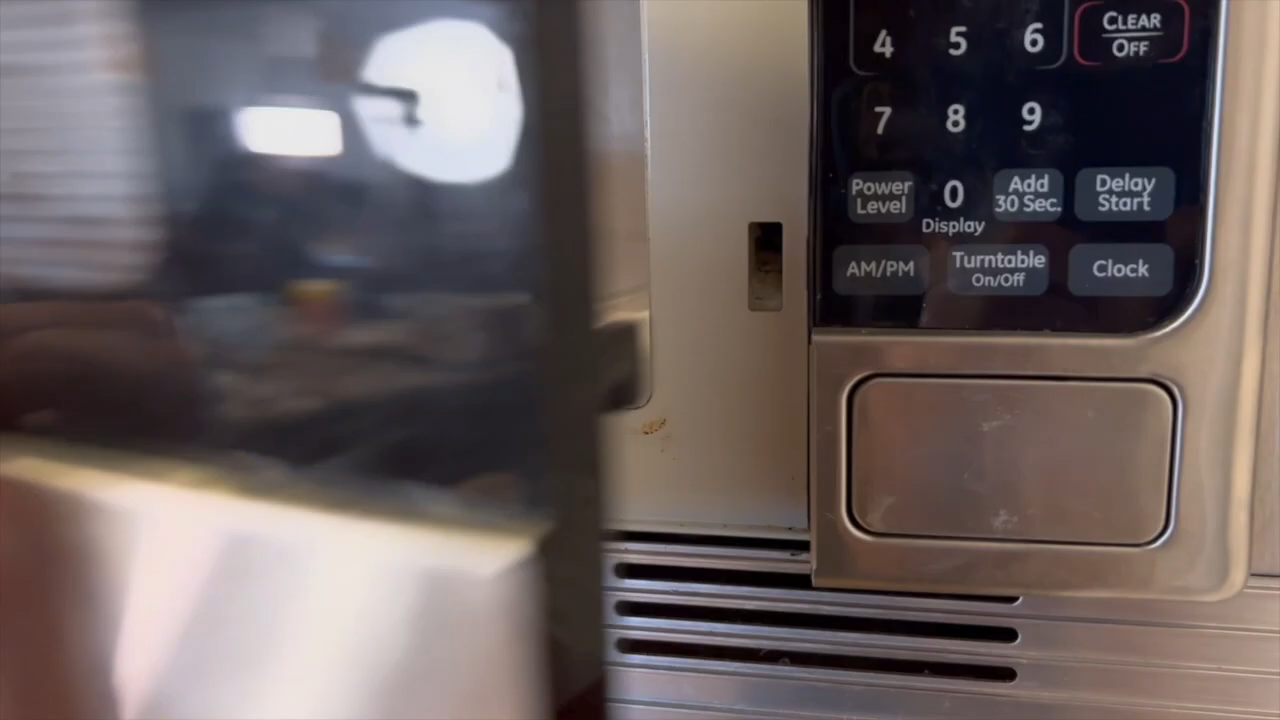 4 5 6 CLEAR
OFF
7 8 9
Power
Level
0
Display
Add
30 Sec.
Delay
Start
AM/PM
Turntable
On/Off
Clock